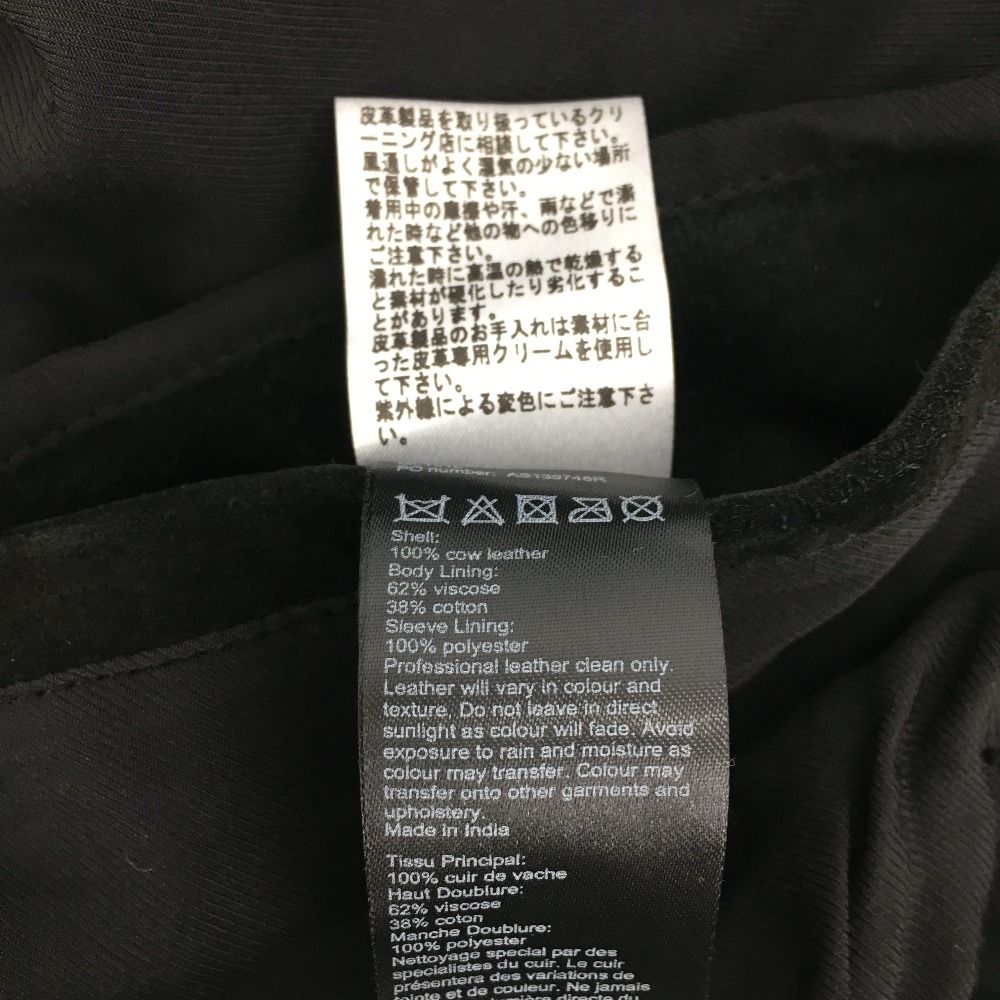 皮革製品を取り扱っているクリ
ーニング店に相談して下さい。
風通しがよく湿気の少ない場所
で保管して下さい。
着用中の摩擦や汗、雨などで濡
れた時など他の物への色移りに
ご注意下さい。
濡れた時に高温の熱で乾燥する
と素材が硬化したり劣化するこ
とがあります。
皮革製品のお手入れは素材に合
った皮革専用クリームを使用し
て下さい。
紫外線による変色にご注意下さ
い。
PO number: AS139746R
Shell:
100% cow leather
Body Lining:
62% viscose
38% cotton
Sleeve Lining:
100% polyester
Professional leather clean only.
Leather will vary in colour and
texture. Do not leave in direct
sunlight as colour will fade. Avoid
exposure to rain and moisture as
colour may transfer. Colour may
transfer onto other garments and
upholstery.
Made in India
Tissu Principal:
100% cuir de vache
Haut Doublure:
62% viscose
38% coton
Manche Doublure:
100% polyester
Nettoyage special par des
specialistes du cuir. Le cuir
présentera des variations de
teinte et de couleur. Ne jamais
lumière directe du